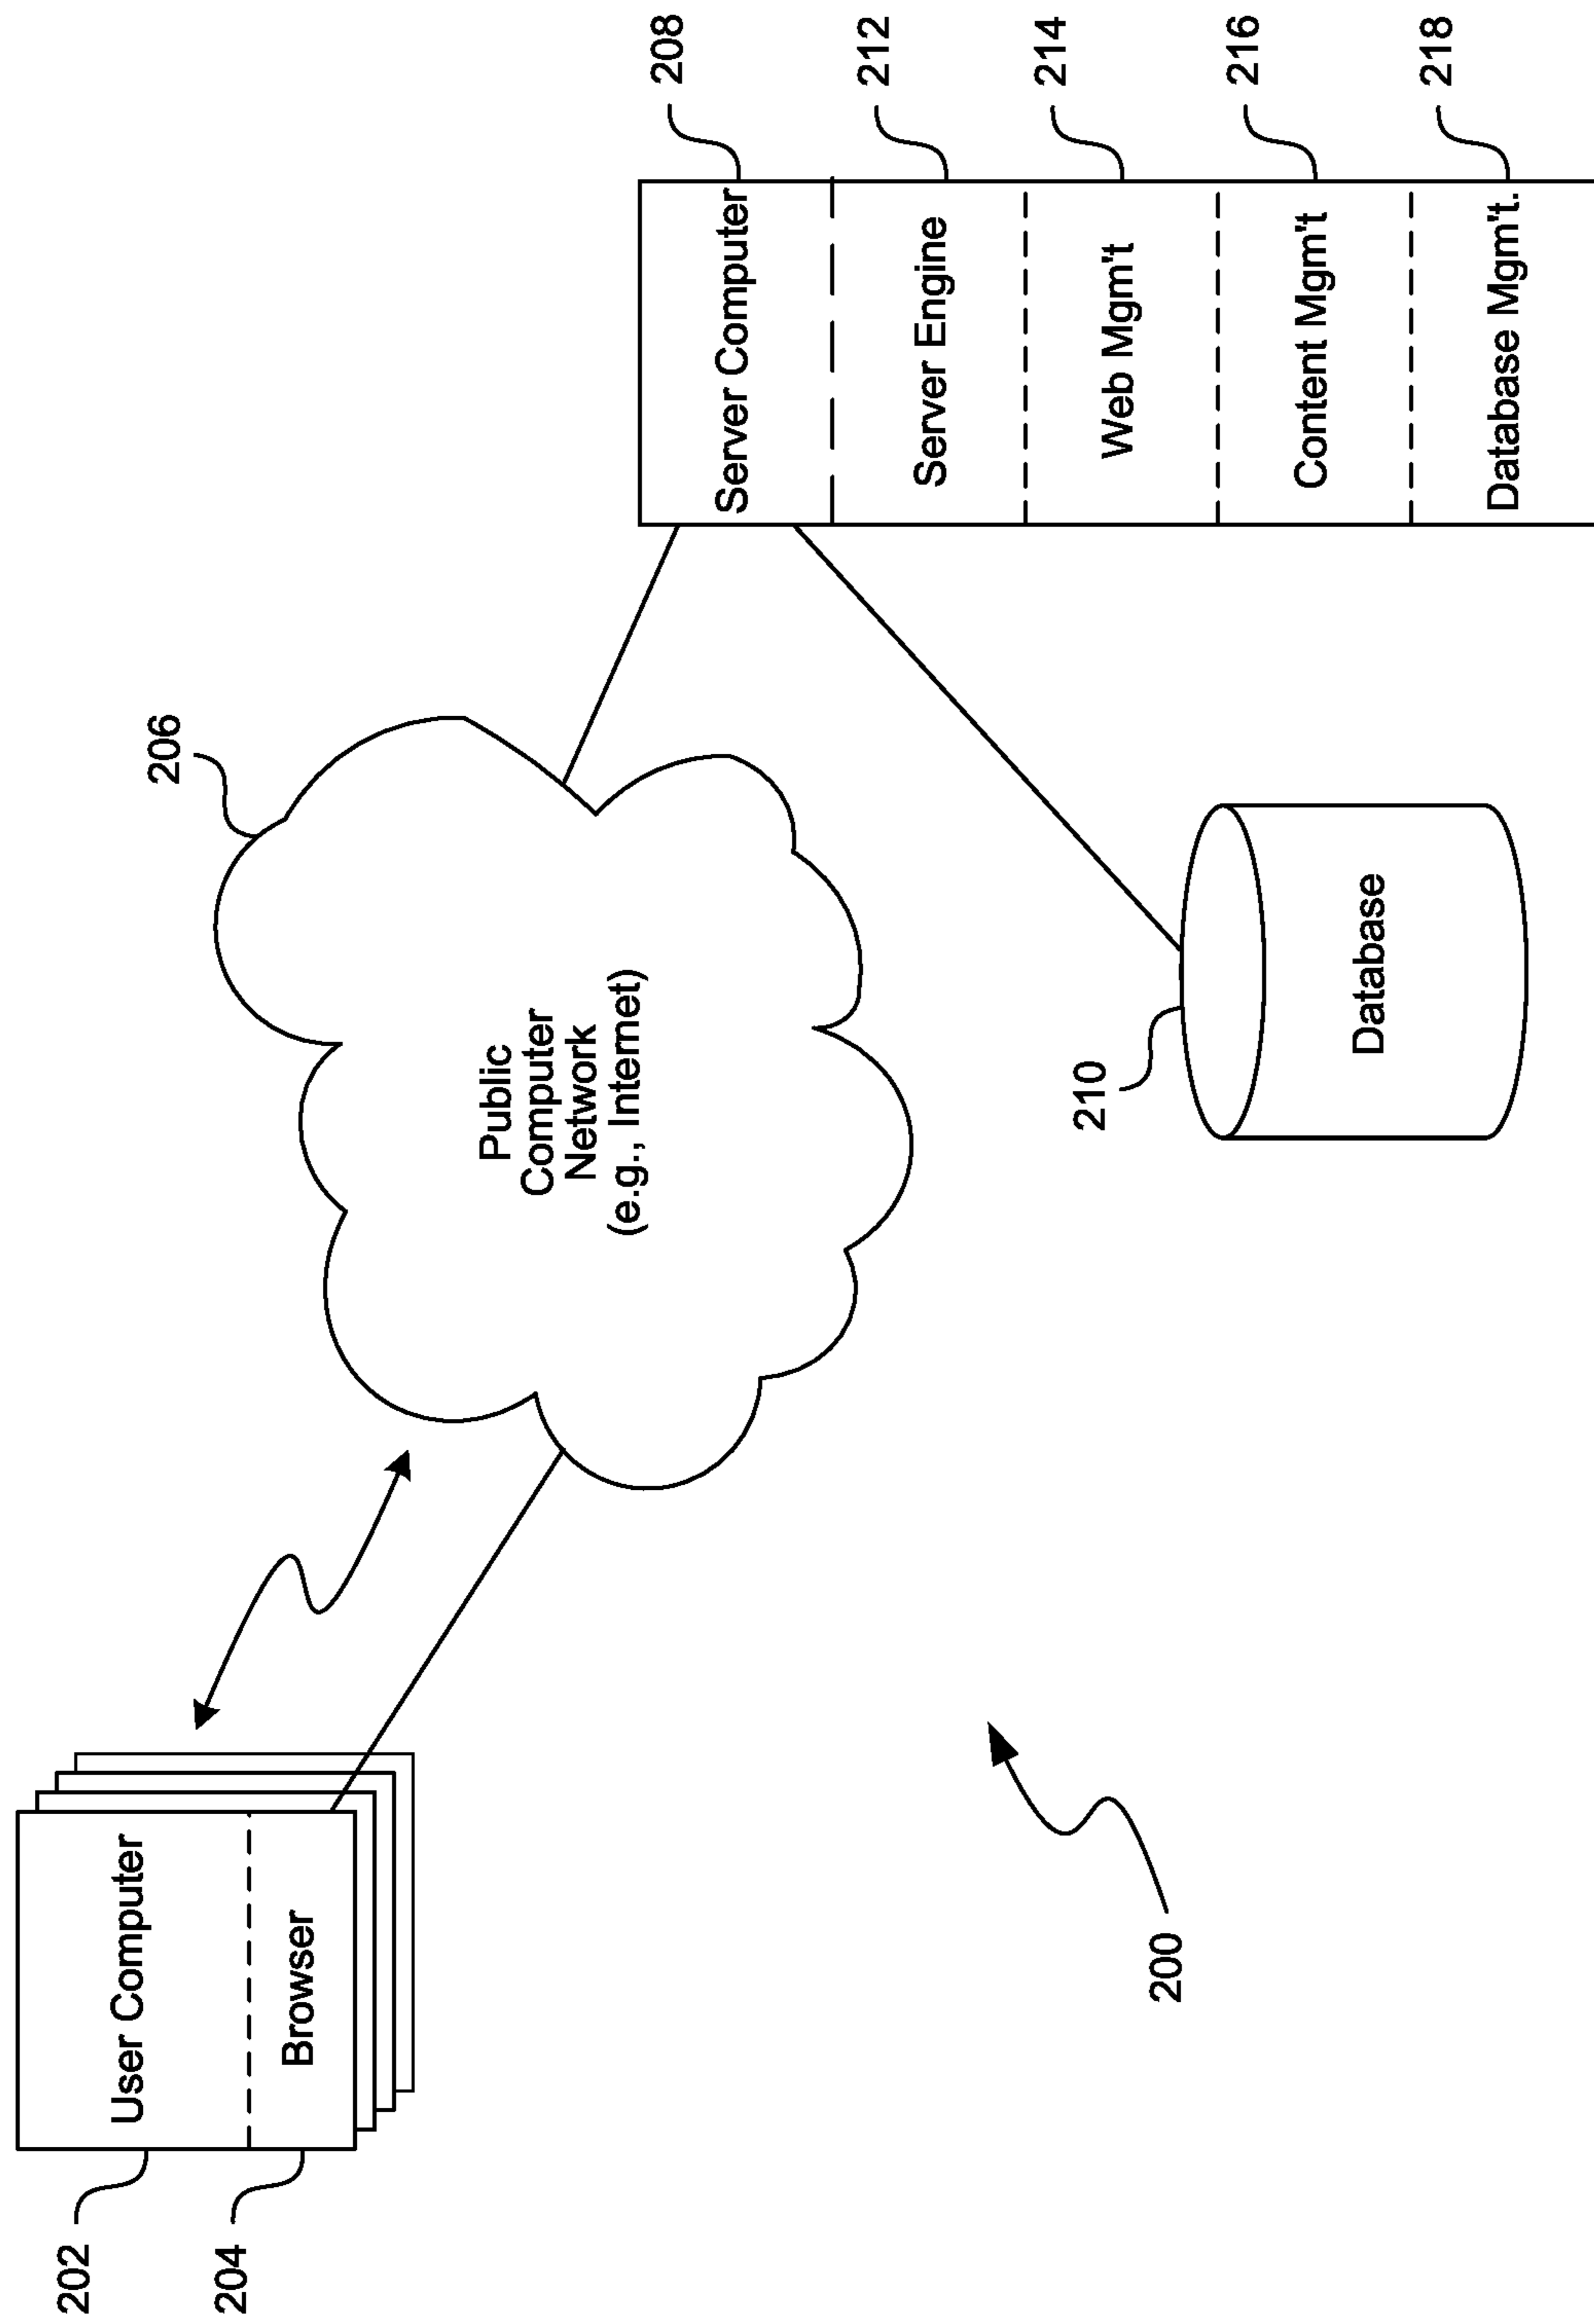 202
User Computer
204
Browser
206
Public
Computer
Network
(e.g., Internet)
208
Server Computer
212
Server Engine
214
Web Mgm't
216
Content Mgm't
218
Database Mgm't.
210
Database
200